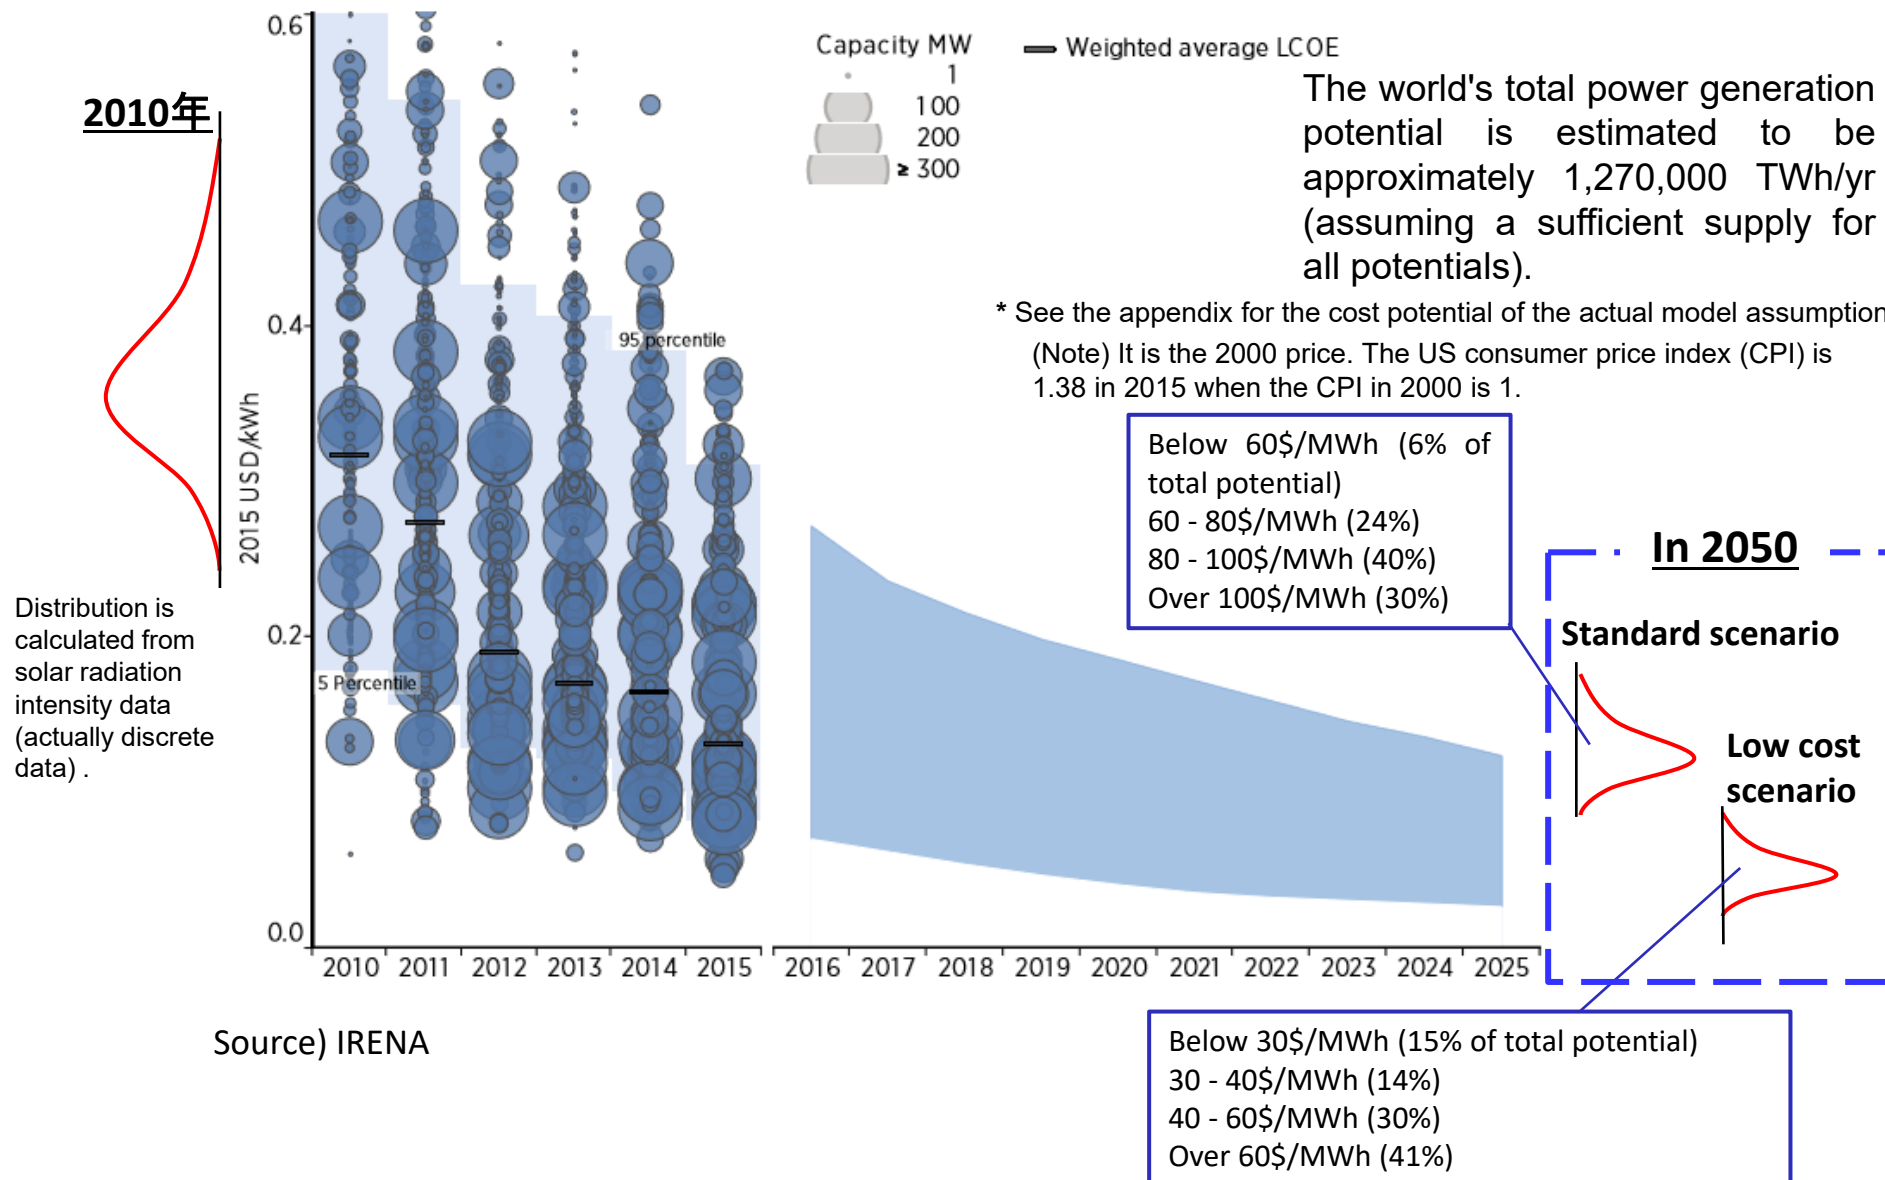 0.6
0.4
0.2
0.0
2015 USD/kWh
2010年
Distribution is
calculated from
solar radiation
intensity data
(actually discrete
data) .
5 Percentile
95 percentile
Capacity MW
1
100
200
≥ 300
Weighted average LCOE
The world's total power generation
potential is estimated to be
approximately 1,270,000 TWh/yr
(assuming a sufficient supply for
all potentials).
* See the appendix for the cost potential of the actual model assumption
(Note) It is the 2000 price. The US consumer price index (CPI) is
1.38 in 2015 when the CPI in 2000 is 1.
Below 60$/MWh (6% of
total potential)
60 - 80$/MWh (24%)
80 - 100$/MWh (40%)
Over 100$/MWh (30%)
In 2050
Standard scenario
Low cost
scenario
2010 2011 2012 2013 2014 2015 2016 2017 2018 2019 2020 2021 2022 2023 2024 2025
Source) IRENA
Below 30$/MWh (15% of total potential)
30 - 40$/MWh (14%)
40 - 60$/MWh (30%)
Over 60$/MWh (41%)